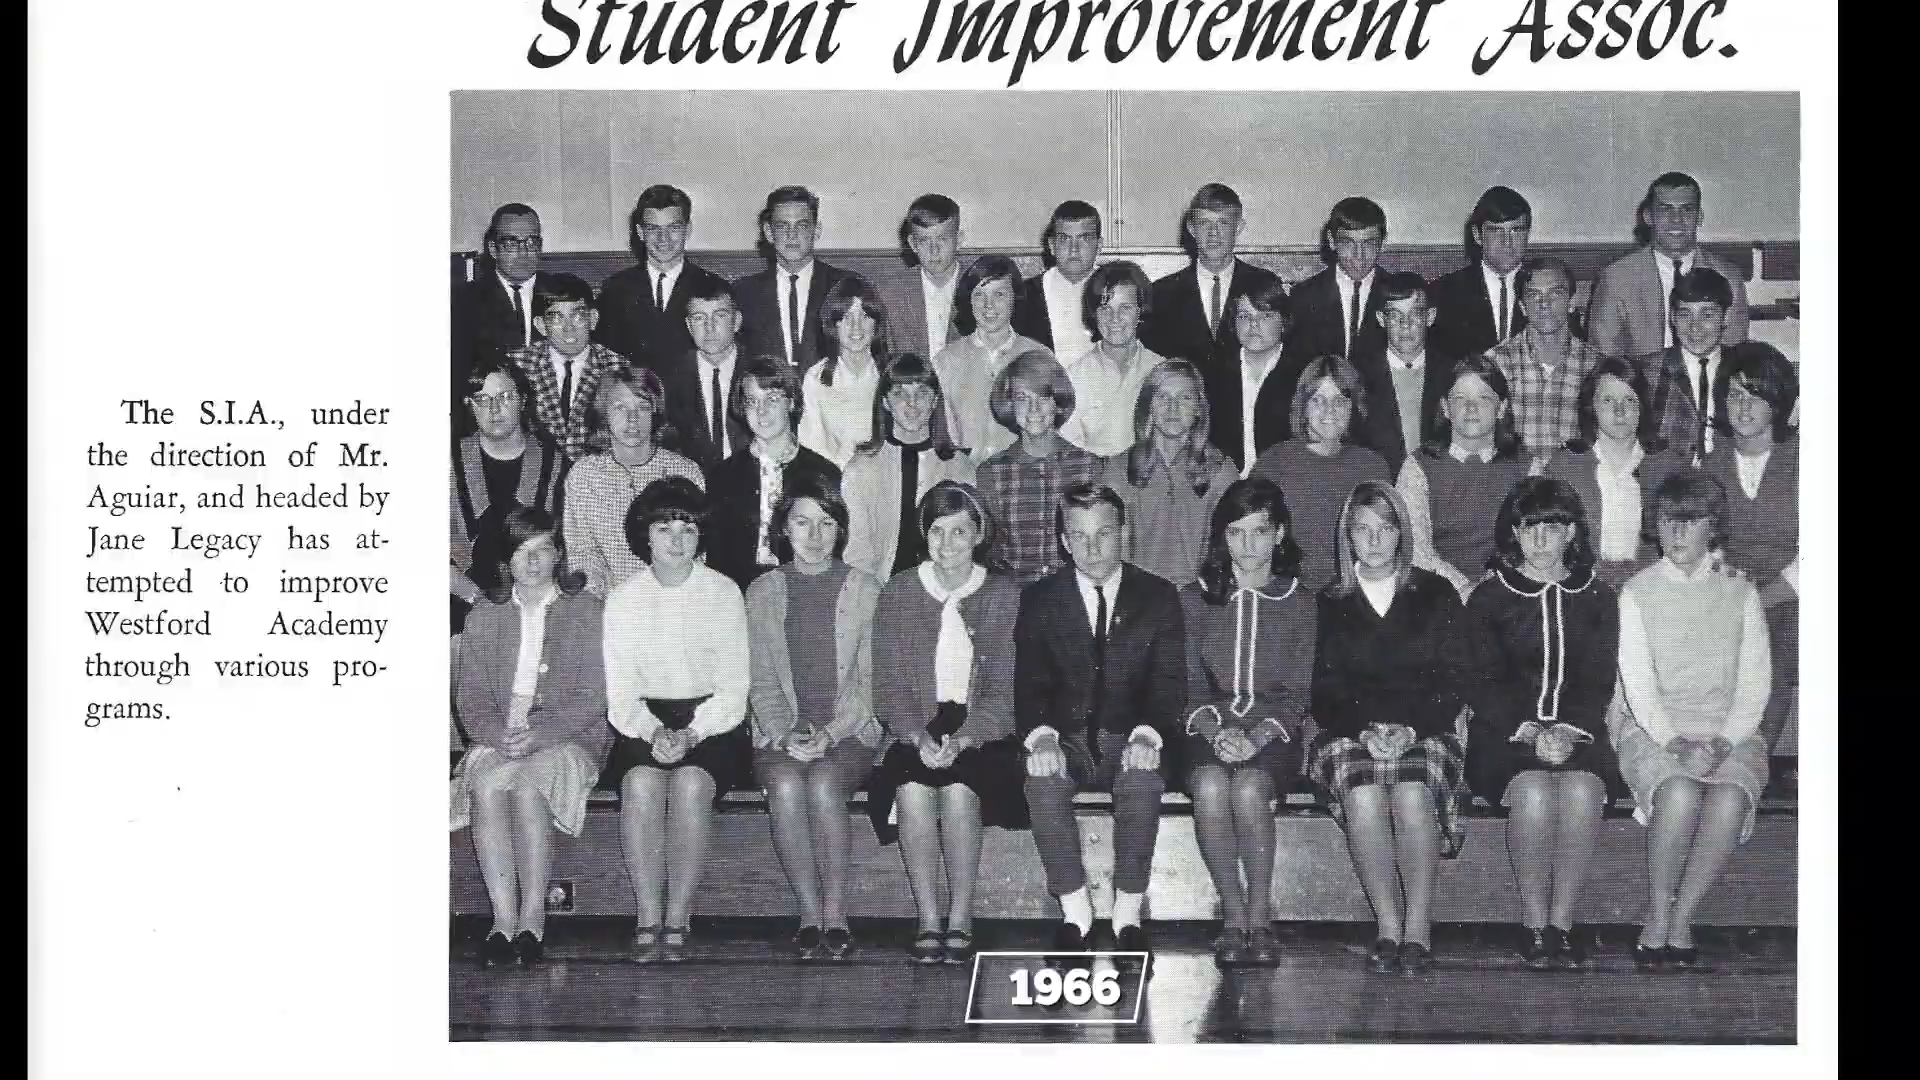 Student Improvement Assoc.
The S.I.A., under
the direction of Mr.
Aguiar, and headed by
Jane Legacy has at-
tempted to improve
Westford Academy
through various pro-
grams.
1966